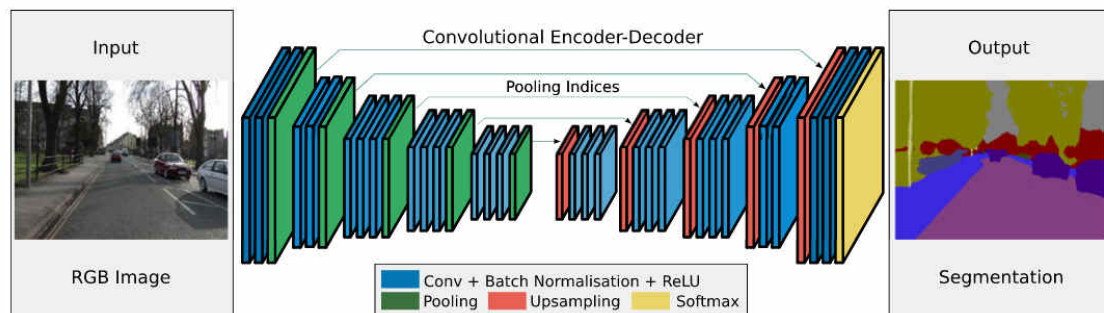 Input
RGB Image
Convolutional Encoder-Decoder
Pooling Indices
Conv + Batch Normalisation + ReLU
Pooling Upsampling Softmax
Output
Segmentation